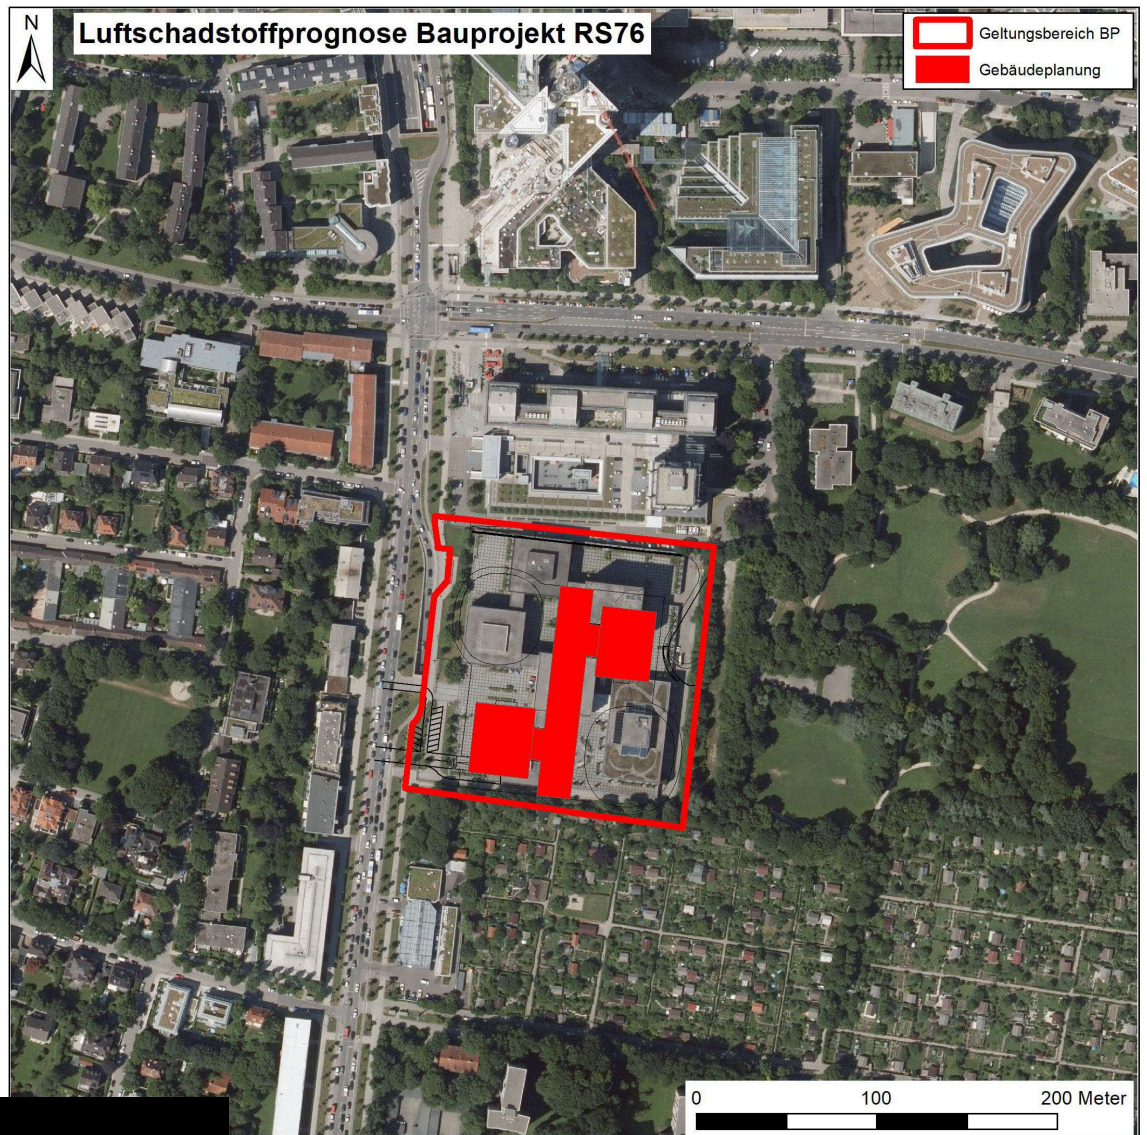 N
Luftschadstoffprognose Bauprojekt RS76
Geltungsbereich BP
Gebäudeplanung
0 100 200 Meter